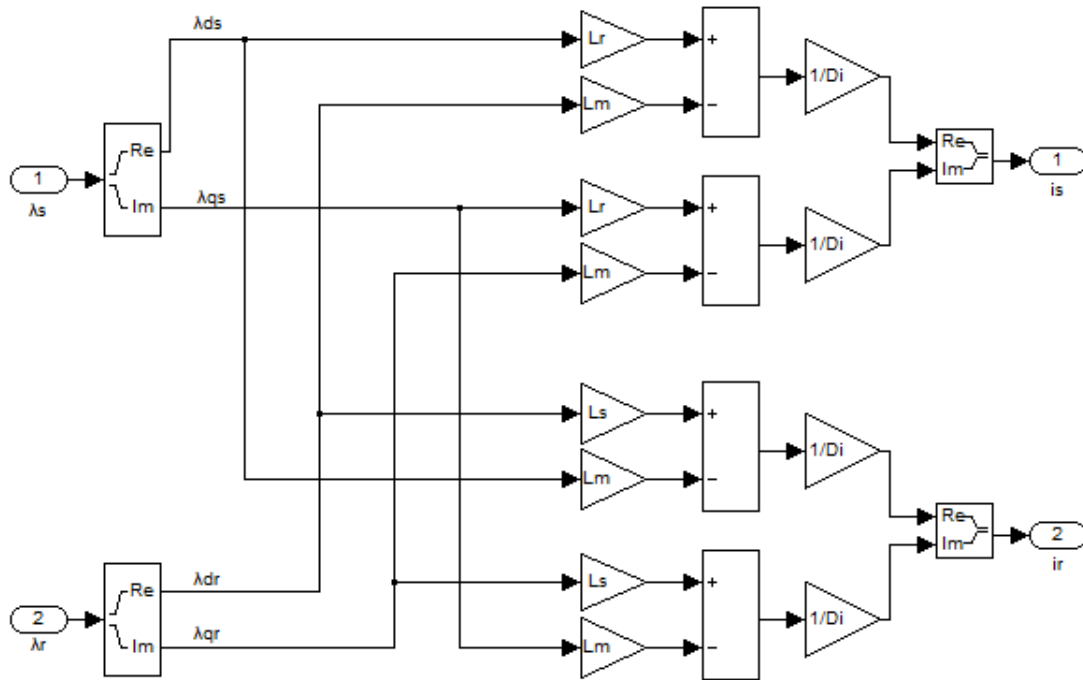 λds
Lr
+
1/Di
Lm
−
Re
Im
1
λs
λqs
Re
Im
1
is
Lr
+
1/Di
Lm
−
Ls
+
1/Di
Lm
−
Re
Im
2
ir
Re
Im
2
λr
λdr
λqr
Ls
+
1/Di
Lm
−